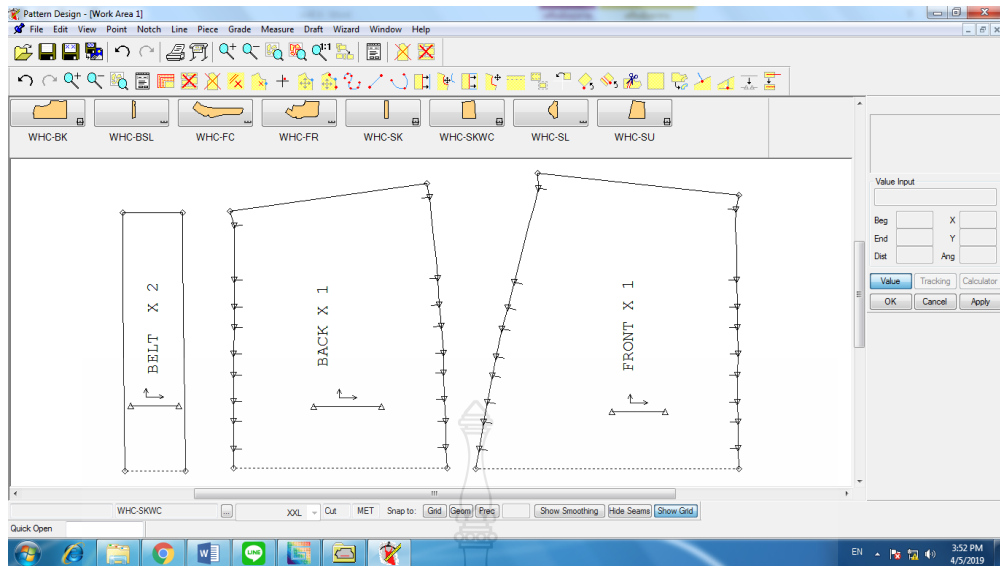 Pattern Design - [Work Area 1]
File Edit View Point Notch Line Piece Grade Measure Draft Wizard Window Help
1:1
WHC-BK WHC-BSL WHC-FC WHC-FR WHC-SK WHC-SKWC WHC-SL WHC-SU
BELT X 2
BACK X 1
FRONT X 1
Value Input
Beg X
End Y
Dist Ang
Value Tracking Calculator
OK Cancel Apply
WHC-SKWC ... XXL Cut MET Snap to: Grid Geom Prec Show Smoothing Hide Seams Show Grid
Quick Open
W LINE EN 3:52 PM
4/5/2019